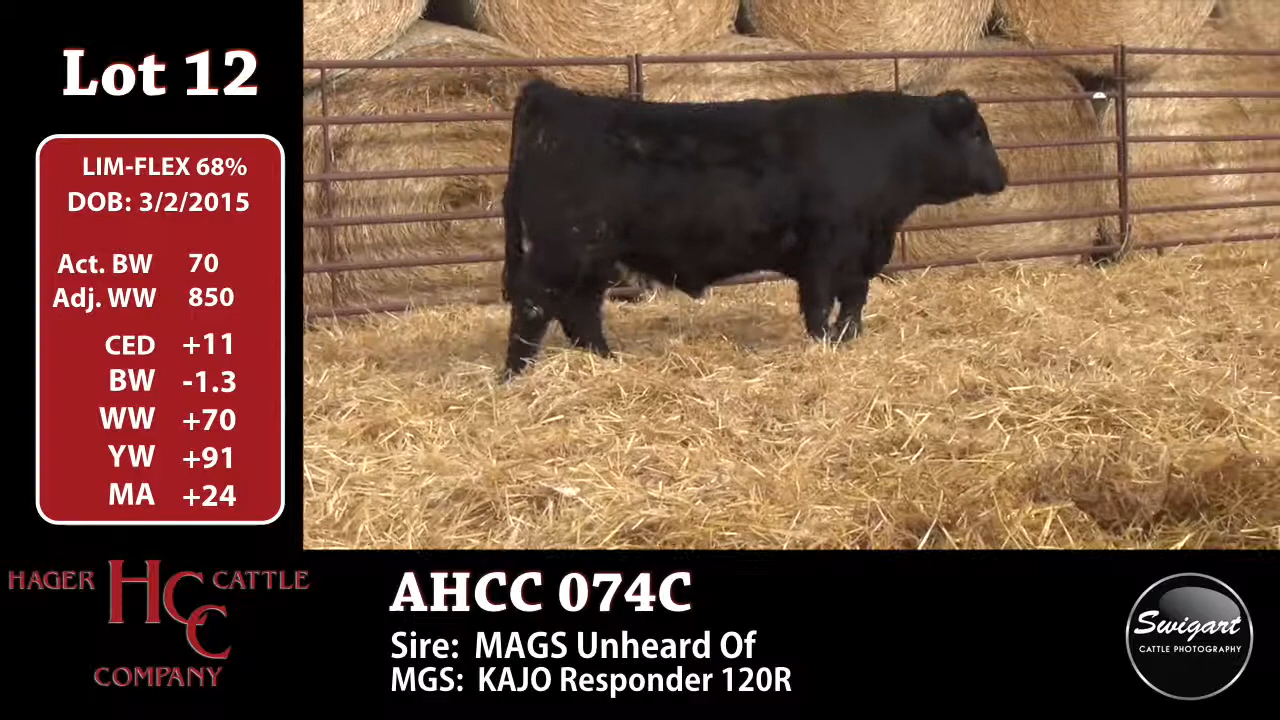 Lot 12
LIM-FLEX 68%
DOB: 3/2/2015
Act. BW 70
Adj. WW 850
CED +11
BW -1.3
WW +70
YW +91
MA +24
HAGER HCC CATTLE
COMPANY
AHCC 074C
Sire: MAGS Unheard Of
MGS: KAJO Responder 120R
Swigart
CATTLE PHOTOGRAPHY